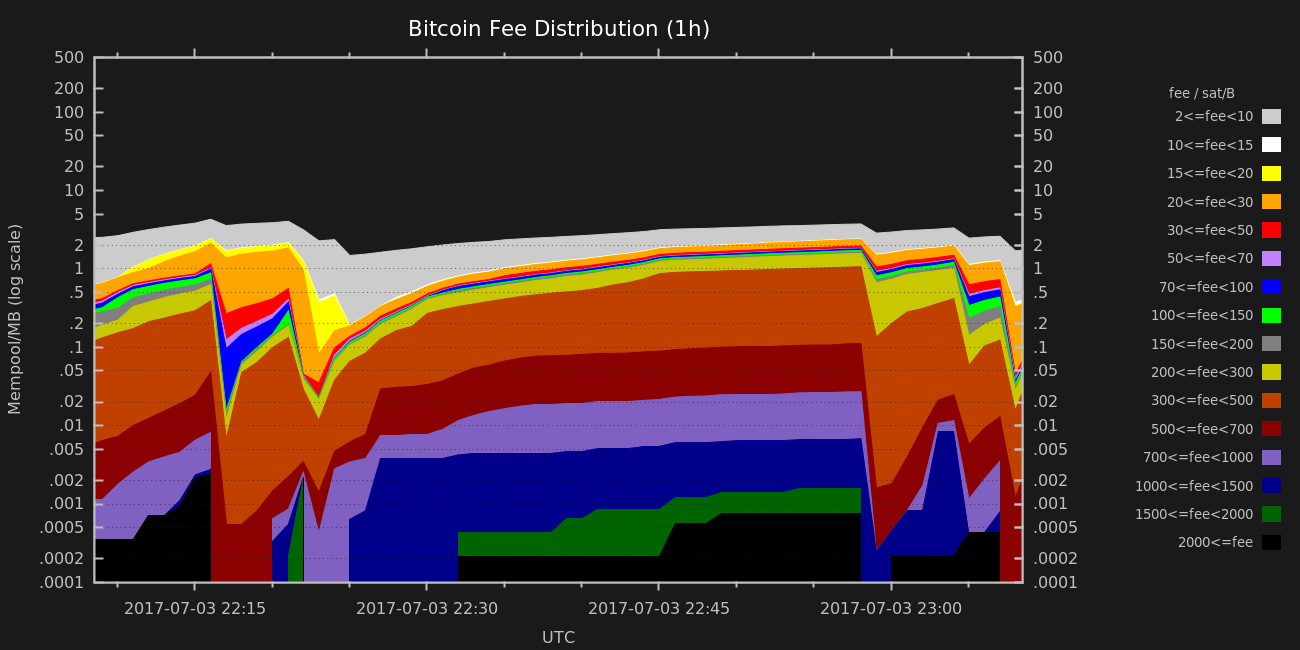 Bitcoin Fee Distribution (1h)
Mempool/MB (log scale)
500
200
100
50
20
10
5
2
1
.5
.2
.1
.05
.02
.01
.005
.002
.001
.0005
.0002
.0001
500
200
100
50
20
10
5
2
1
.5
.2
.1
.05
.02
.01
.005
.002
.001
.0005
.0002
.0001
2017-07-03 22:15
2017-07-03 22:30
2017-07-03 22:45
2017-07-03 23:00
UTC
fee / sat/B
2<=fee<10
10<=fee<15
15<=fee<20
20<=fee<30
30<=fee<50
50<=fee<70
70<=fee<100
100<=fee<150
150<=fee<200
200<=fee<300
300<=fee<500
500<=fee<700
700<=fee<1000
1000<=fee<1500
1500<=fee<2000
2000<=fee